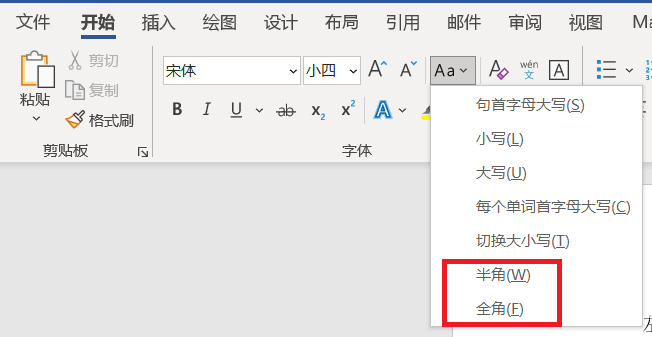 文件 开始 插入 绘图 设计 布局 引用 邮件 审阅 视图 Ma
剪切
复制
粘贴
格式刷
宋体 小四 A A Aa A wén 文 A
B I U ab x₂ x² A
剪贴板 字体
句首字母大写(S)
小写(L)
大写(U)
每个单词首字母大写(C)
切换大小写(T)
半角(W)
全角(F)